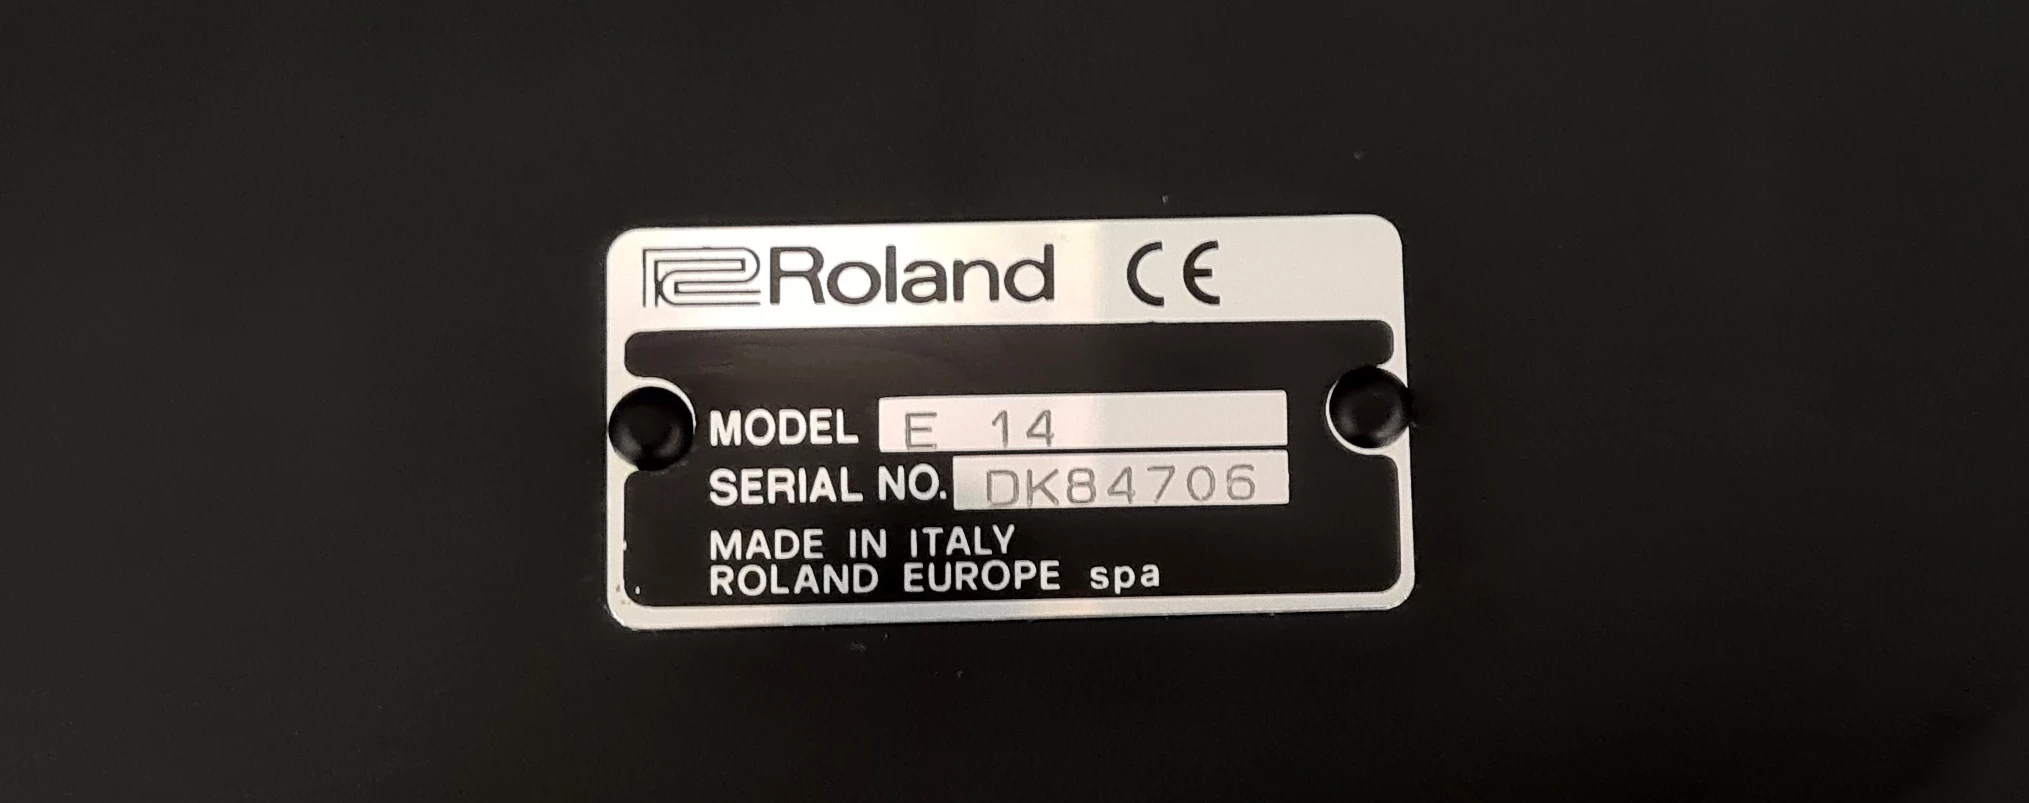 Roland CE
MODEL E 14
SERIAL NO. DK84706
MADE IN ITALY
ROLAND EUROPE spa